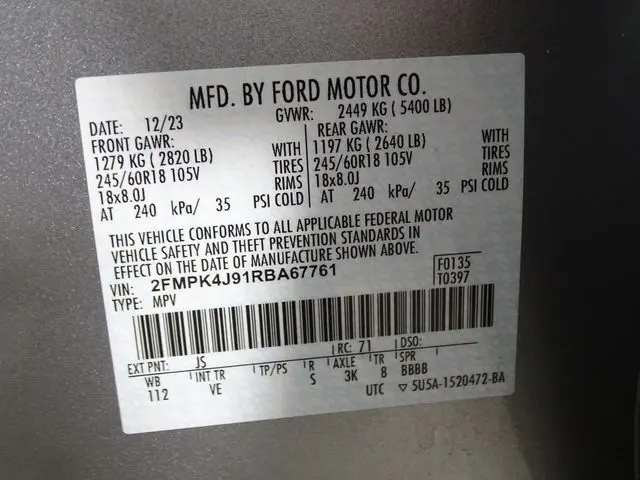 MFD. BY FORD MOTOR CO.
DATE: 12/23 GVWR: 2449 KG ( 5400 LB)
FRONT GAWR: REAR GAWR:
1279 KG ( 2820 LB) WITH 1197 KG ( 2640 LB) WITH
245/60R18 105V TIRES 245/60R18 105V TIRES
18x8.0J RIMS 18x8.0J RIMS
AT 240 kPa/ 35 PSI COLD AT 240 kPa/ 35 PSI COLD
THIS VEHICLE CONFORMS TO ALL APPLICABLE FEDERAL MOTOR
VEHICLE SAFETY AND THEFT PREVENTION STANDARDS IN
EFFECT ON THE DATE OF MANUFACTURE SHOWN ABOVE.
VIN: 2FMPK4J91RBA67761 F0135
TYPE: MPV T0397
EXT PNT: JS RC: 71 DSO:
WB INT TR TP/PS R AXLE TR SPR
112 VE S 3K 8 BBBB
UTC ▽ 5U5A-1520472-BA